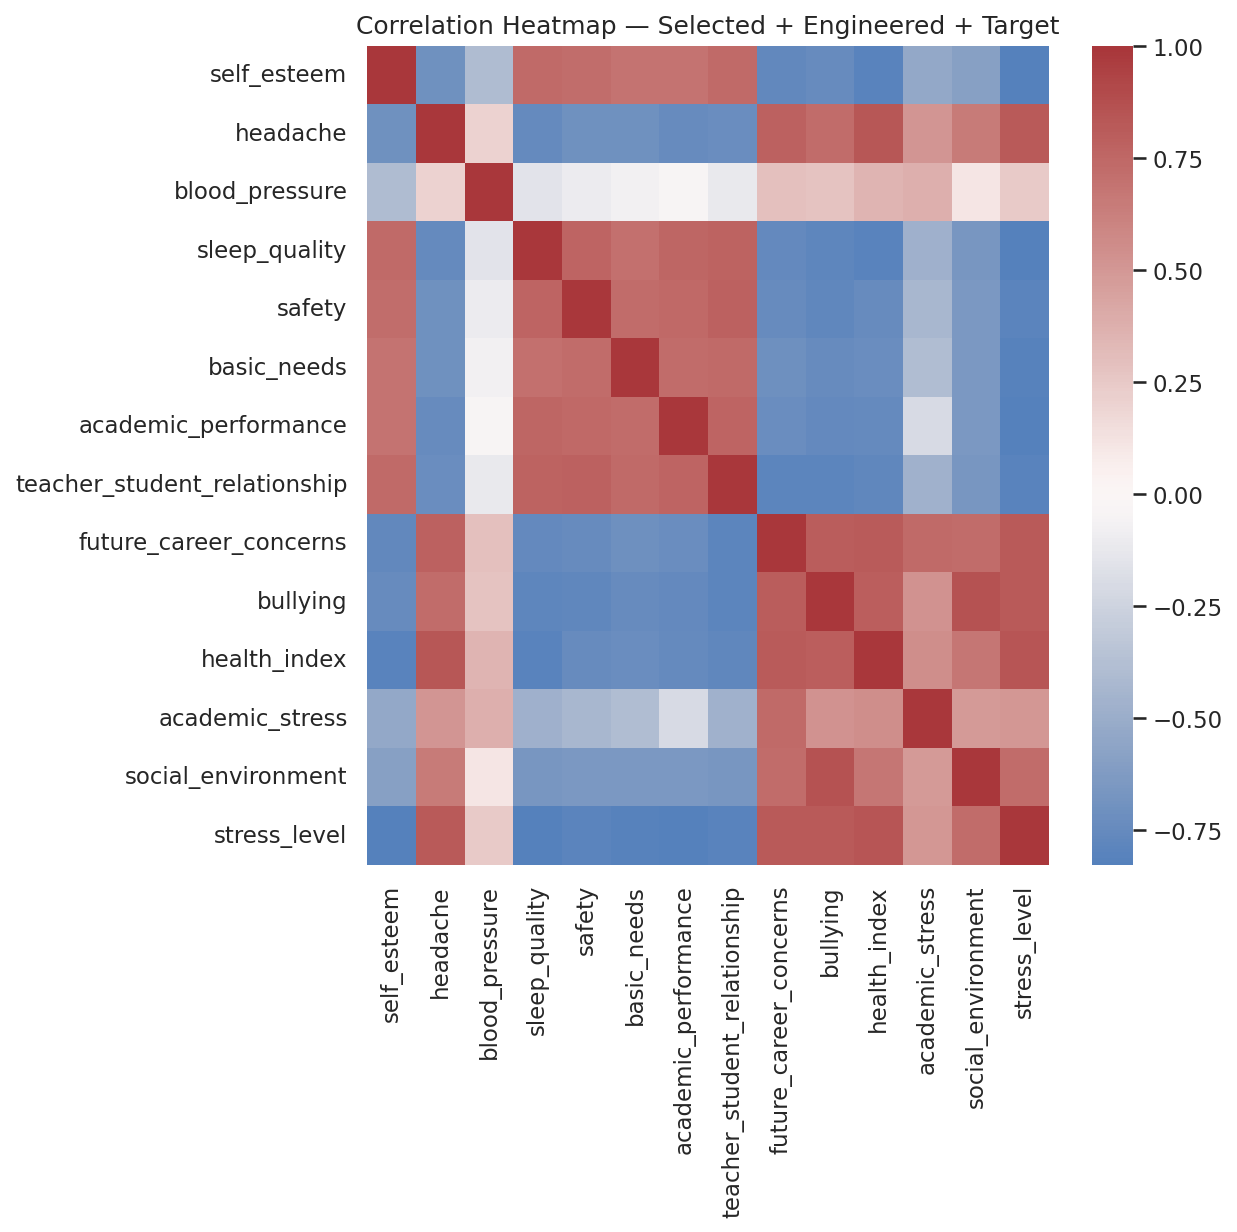 Correlation Heatmap — Selected + Engineered + Target
self_esteem
headache
blood_pressure
sleep_quality
safety
basic_needs
academic_performance
teacher_student_relationship
future_career_concerns
bullying
health_index
academic_stress
social_environment
stress_level
self_esteem
headache
blood_pressure
sleep_quality
safety
basic_needs
academic_performance
teacher_student_relationship
future_career_concerns
bullying
health_index
academic_stress
social_environment
stress_level
1.00
0.75
0.50
0.25
0.00
−0.25
−0.50
−0.75